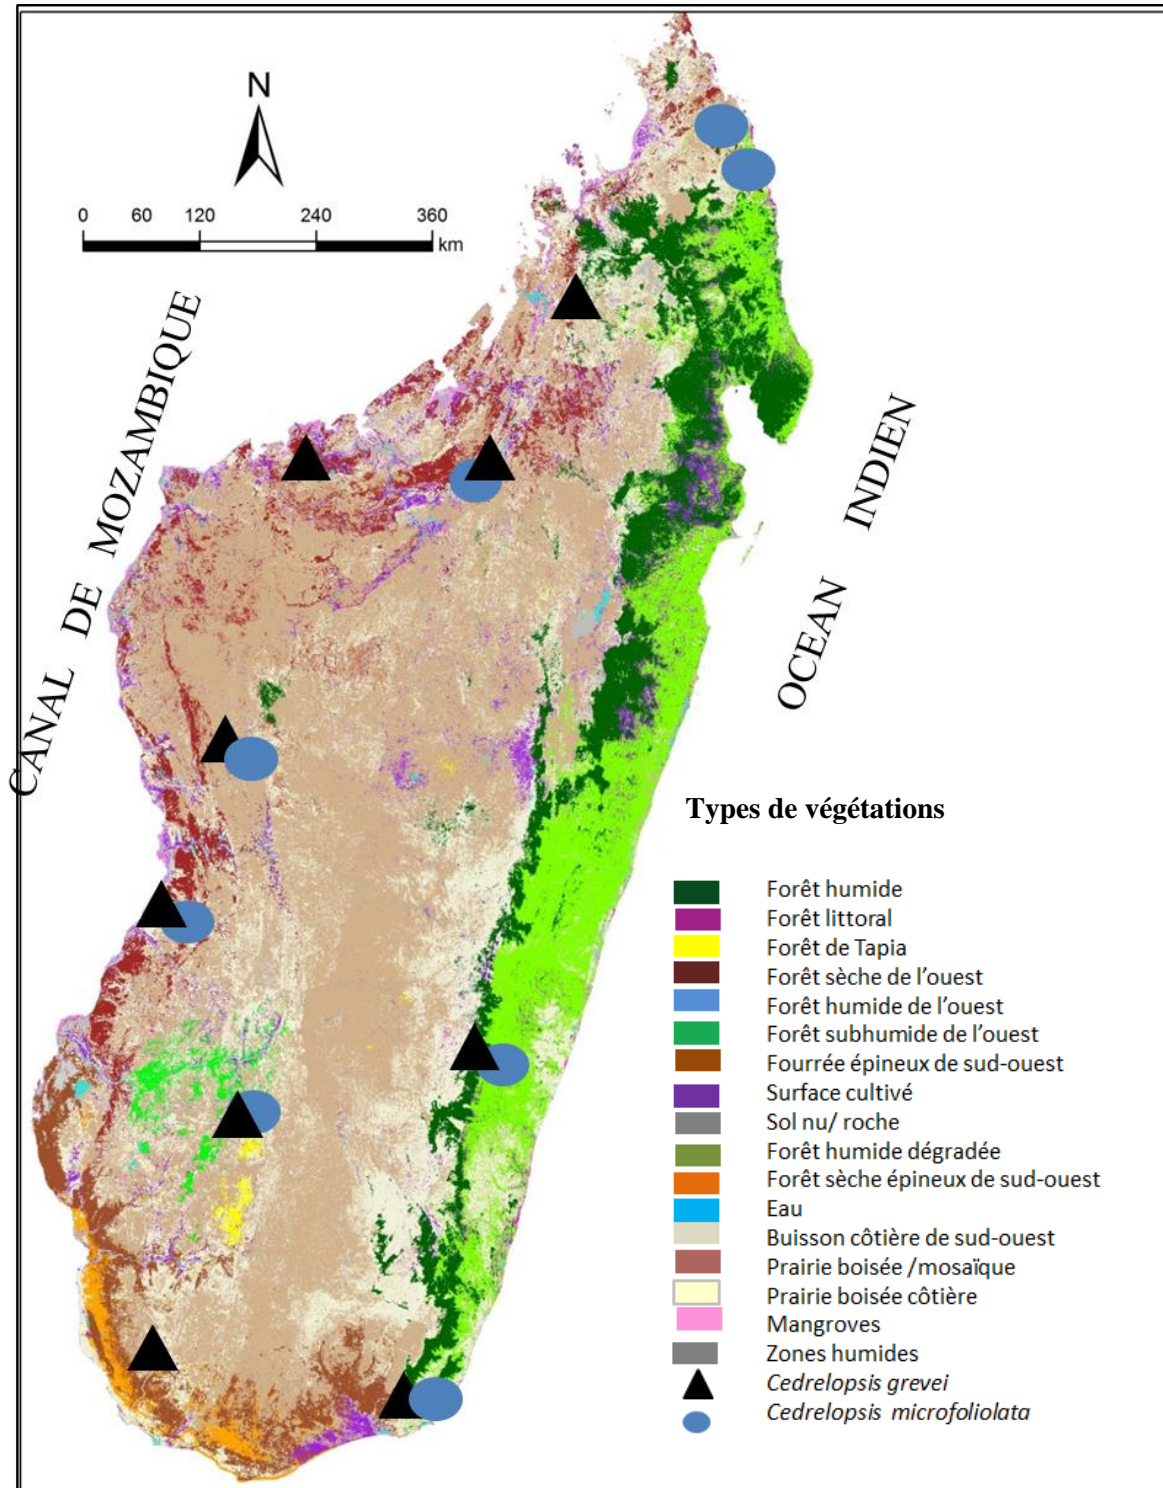 N
0 60 120 240 360
km
CANAL DE MOZAMBIQUE
OCEAN INDIEN
Types de végétations
Forêt humide
Forêt littoral
Forêt de Tapia
Forêt sèche de l'ouest
Forêt humide de l'ouest
Forêt subhumide de l'ouest
Fourrée épineux de sud-ouest
Surface cultivé
Sol nu/ roche
Forêt humide dégradée
Forêt sèche épineux de sud-ouest
Eau
Buisson côtière de sud-ouest
Prairie boisée /mosaïque
Prairie boisée côtière
Mangroves
Zones humides
Cedrelopsis grevei
Cedrelopsis microfoliolata